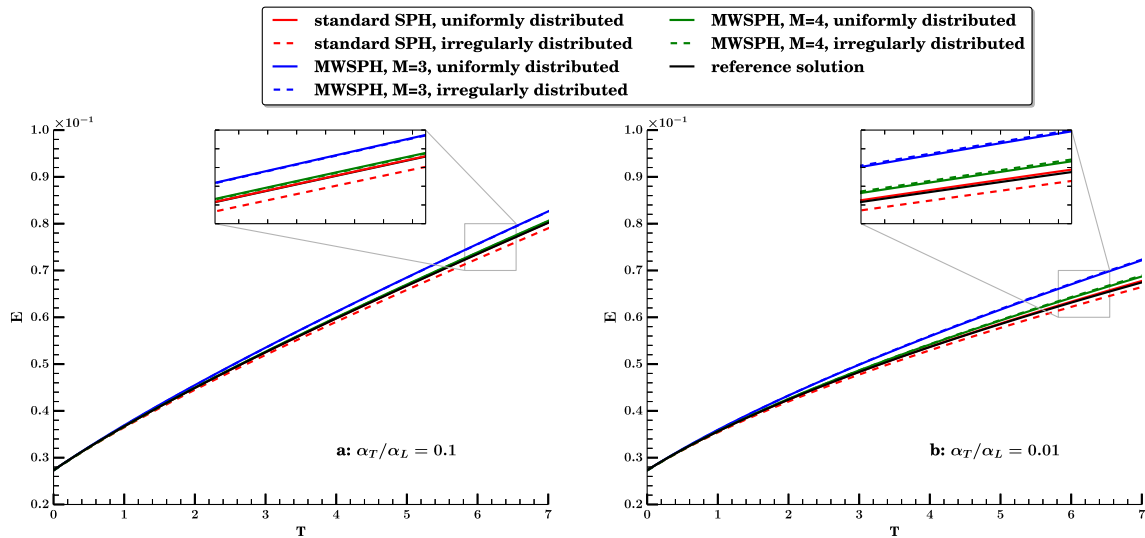 standard SPH, uniformly distributed
standard SPH, irregularly distributed
MWSPH, M=3, uniformly distributed
MWSPH, M=3, irregularly distributed
MWSPH, M=4, uniformly distributed
MWSPH, M=4, irregularly distributed
reference solution
×10⁻¹
1.0
0.9
0.8
0.7
0.6
0.5
0.4
0.3
0.2
E
0 1 2 3 4 5 6 7
T
a: α_T/α_L = 0.1
×10⁻¹
1.0
0.9
0.8
0.7
0.6
0.5
0.4
0.3
0.2
E
0 1 2 3 4 5 6 7
T
b: α_T/α_L = 0.01